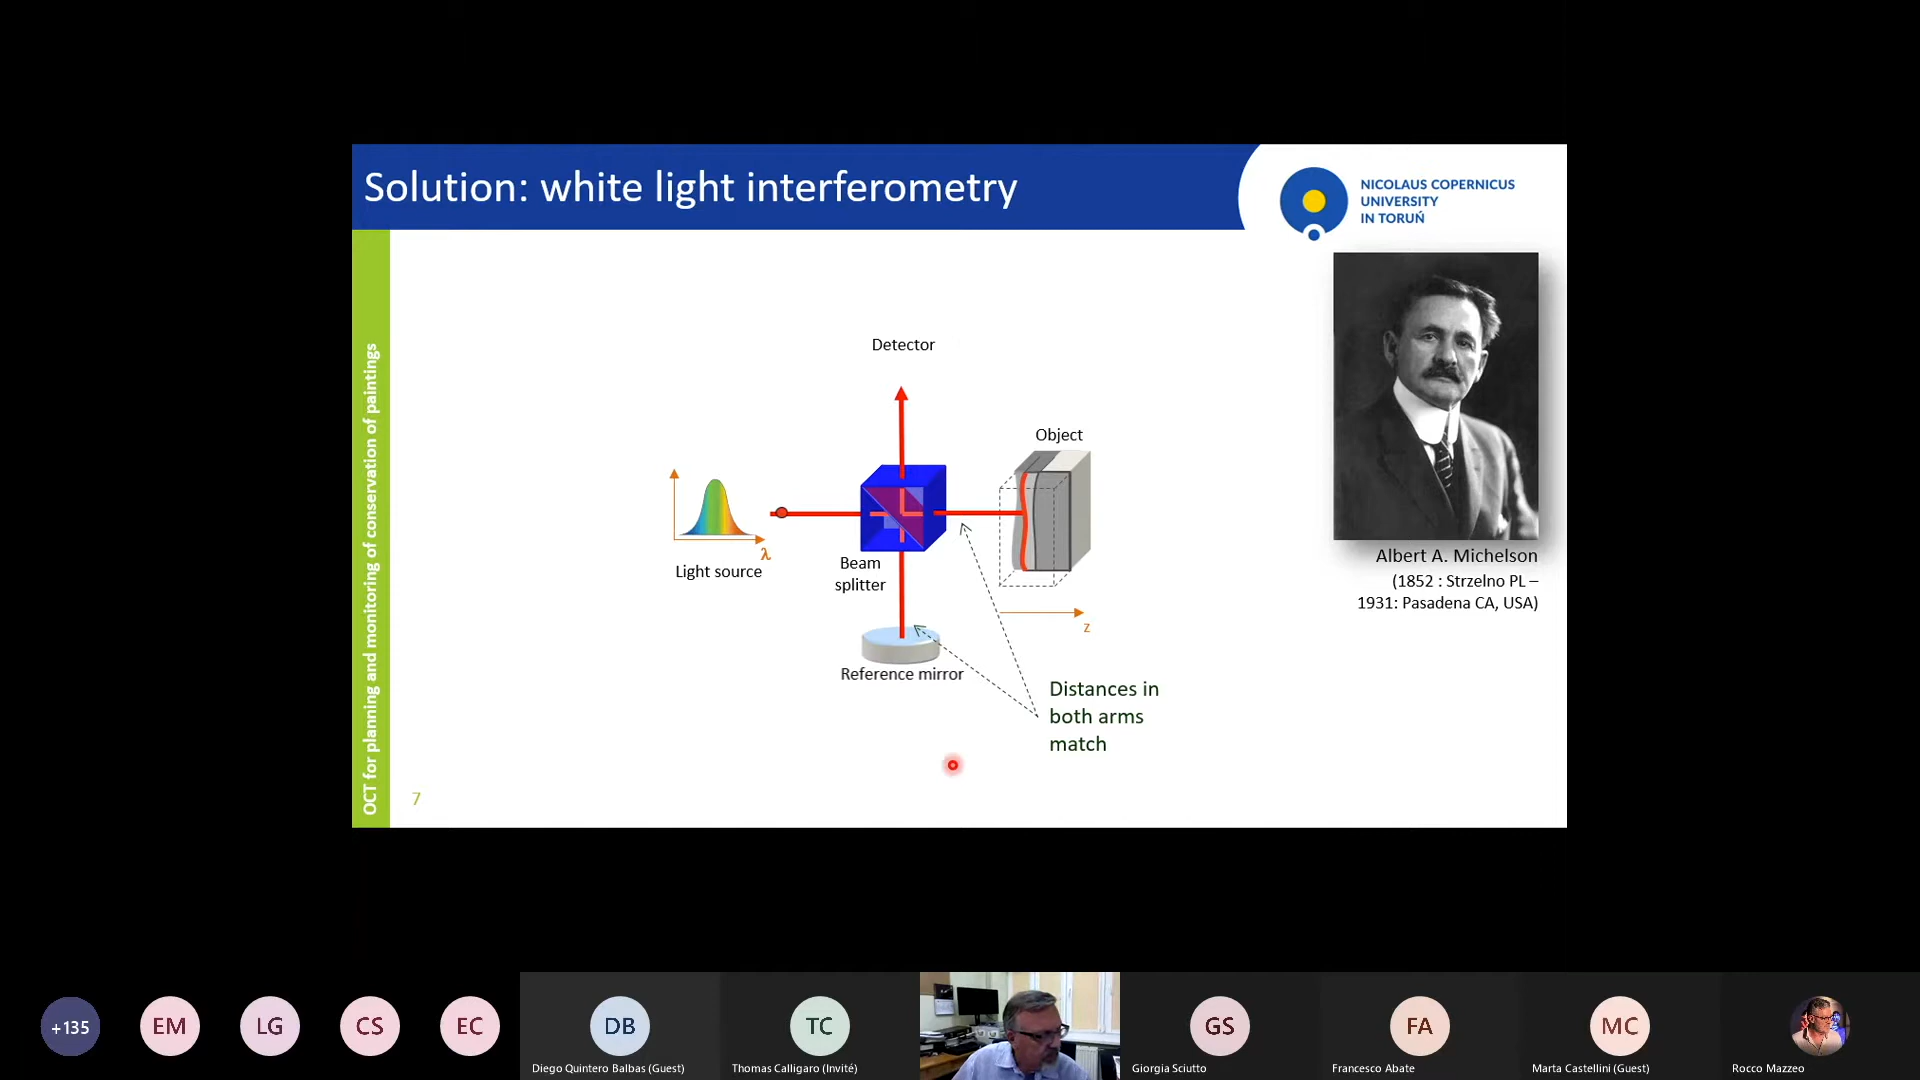 Solution: white light interferometry
NICOLAUS COPERNICUS
UNIVERSITY
IN TORUŃ
OCT for planning and monitoring of conservation of paintings
Detector
Object
λ
Light source
Beam
splitter
z
Reference mirror
Distances in
both arms
match
Albert A. Michelson
(1852 : Strzelno PL –
1931: Pasadena CA, USA)
7
+135
EM
LG
CS
EC
DB
TC
GS
FA
MC
Diego Quintero Balbas (Guest)
Thomas Calligaro (Invité)
Giorgia Sciutto
Francesco Abate
Marta Castellini (Guest)
Rocco Mazzeo